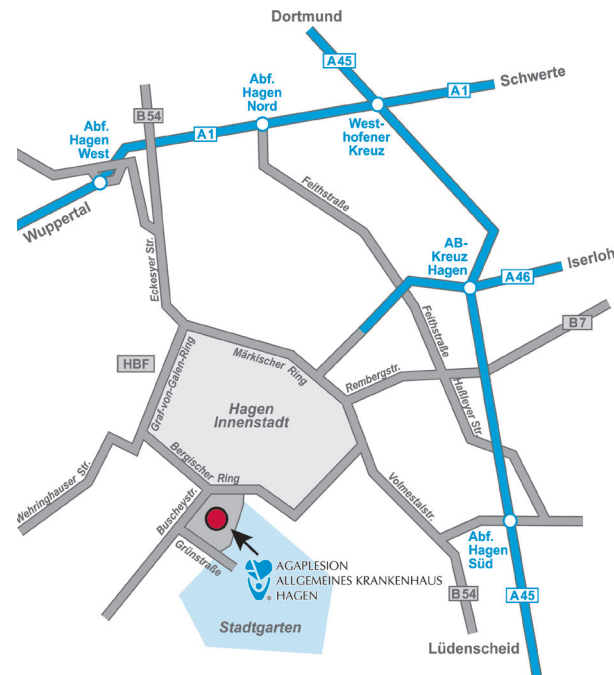 Dortmund
A45
Schwerte
A1
Abf.
Hagen
Nord
B54
Abf.
Hagen
West
A1
West-
hofener
Kreuz
Wuppertal
Feithstraße
Eckesyer Str.
AB-
Kreuz
Hagen
Iserloh
A46
B7
Feithstraße
HBF
Graf-von-Galen-Ring
Märkischer Ring
Rembergstr.
Haßleyer Str.
Hagen
Innenstadt
Wehringhauser Str.
Bergischer Ring
Buscheystr.
Volmestalstr.
Grünstraße
Abf.
Hagen
Süd
AGAPLESION
ALLGEMEINES KRANKENHAUS
® HAGEN
B54
A45
Stadtgarten
Lüdenscheid